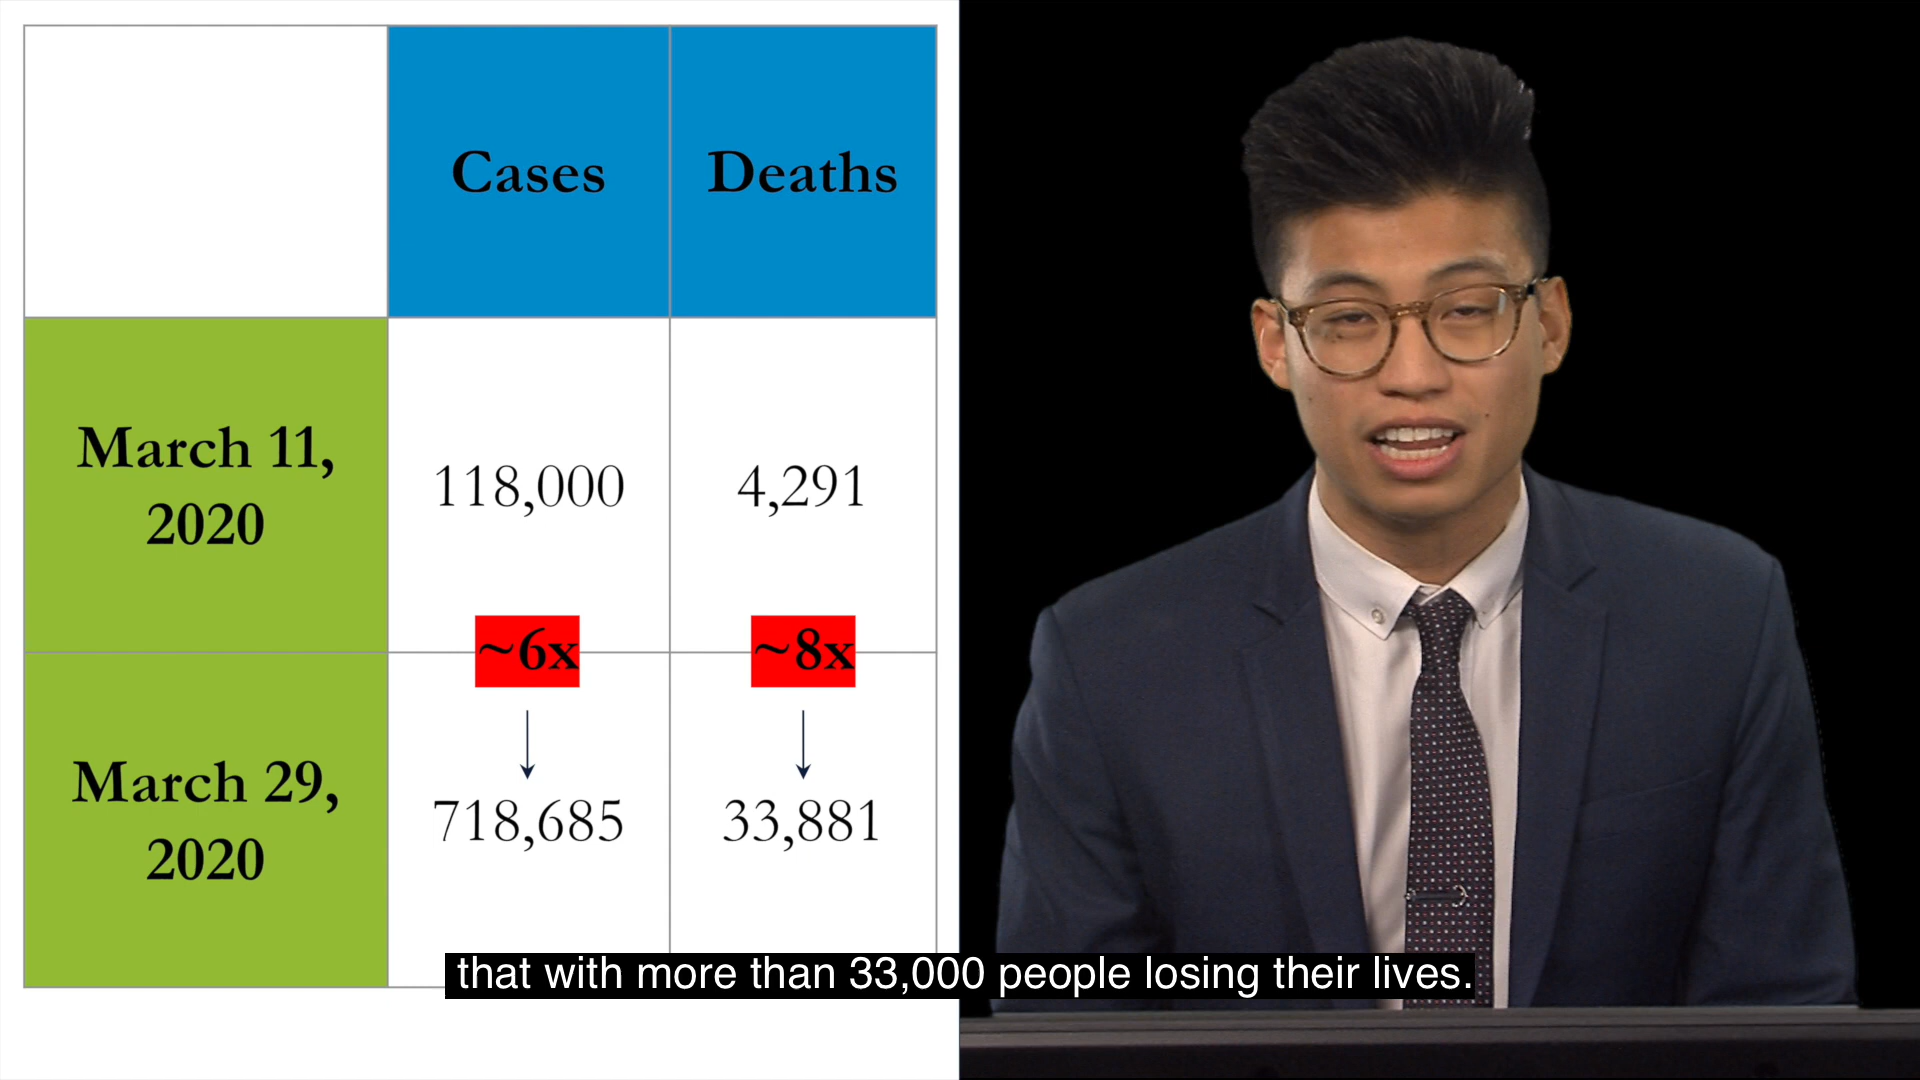 Cases
Deaths
March 11,
2020
118,000
4,291
~6x
~8x
March 29,
2020
718,685
33,881
that with more than 33,000 people losing their lives.